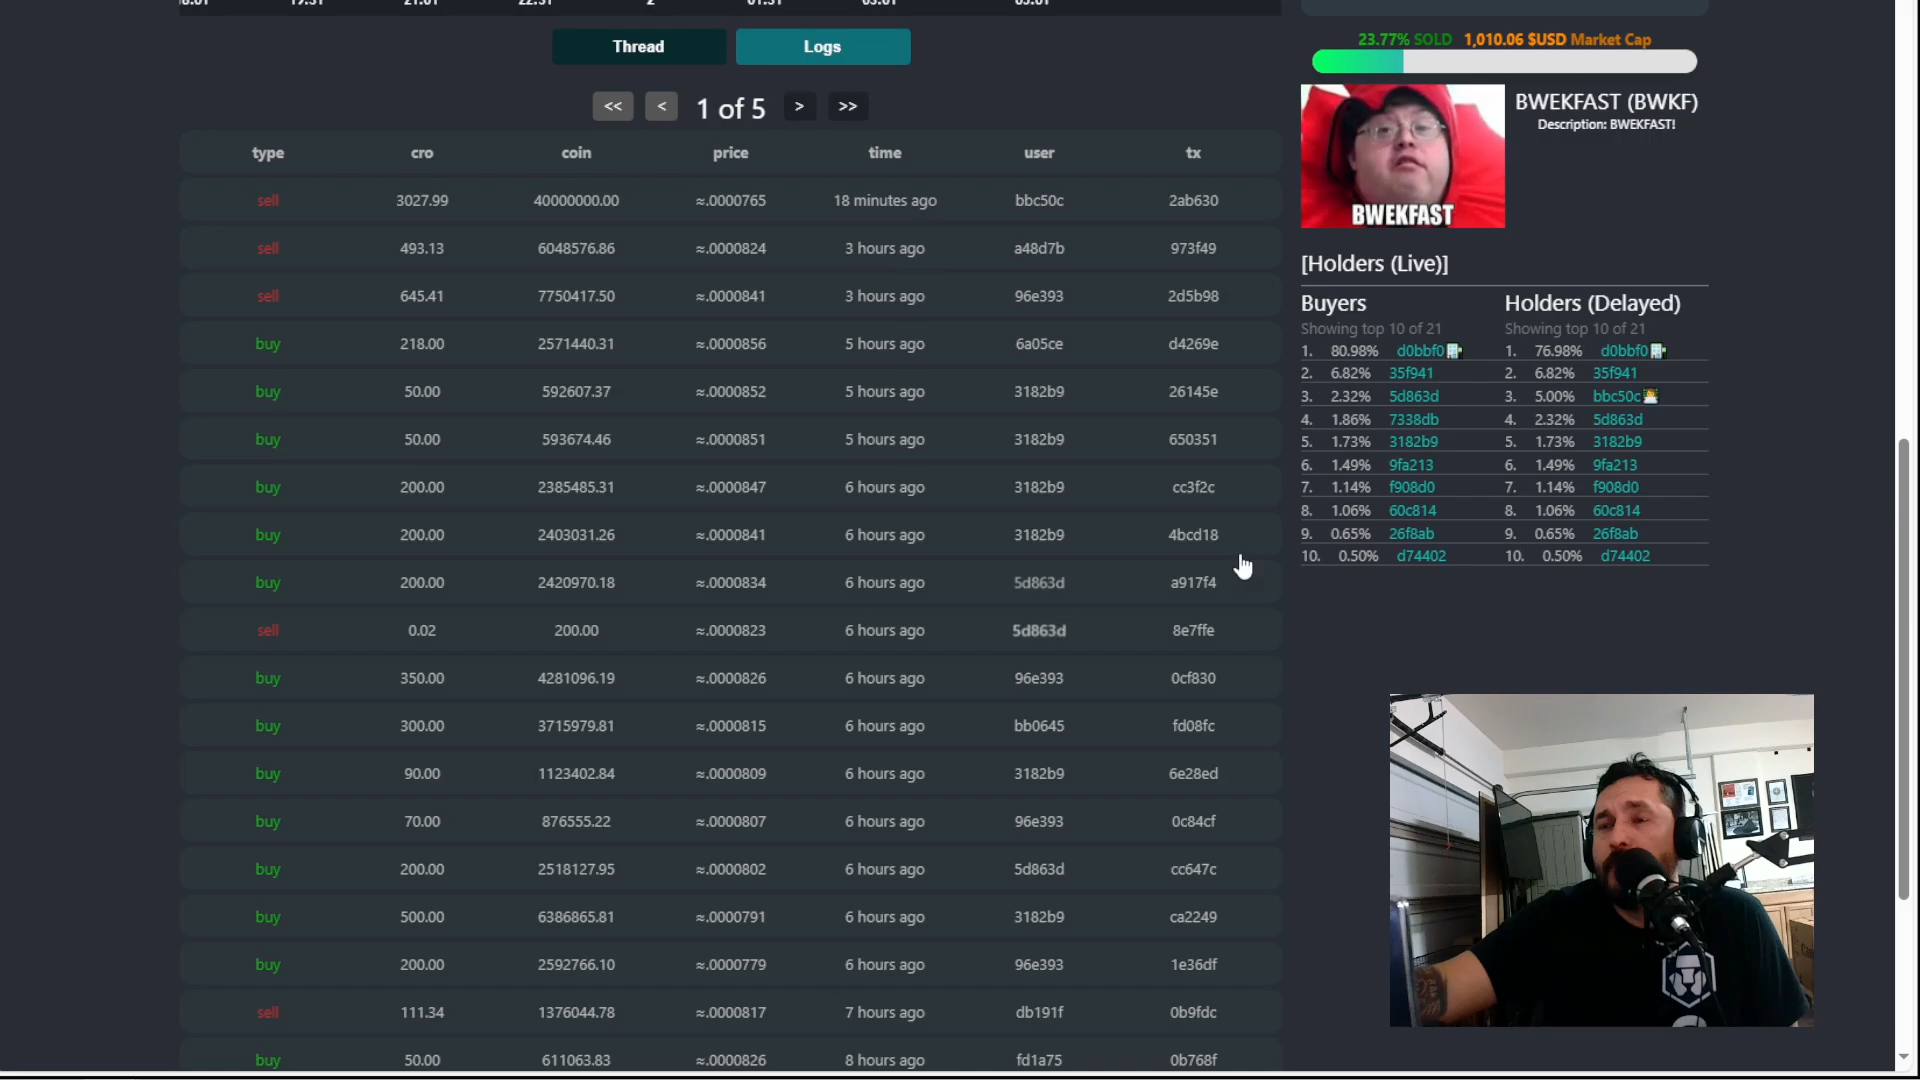 Thread
Logs
<< < 1 of 5 > >>
type cro coin price time user tx
sell 3027.99 40000000.00 ≈.0000765 18 minutes ago bbc50c 2ab630
sell 493.13 6048576.86 ≈.0000824 3 hours ago a48d7b 973f49
sell 645.41 7750417.50 ≈.0000841 3 hours ago 96e393 2d5b98
buy 218.00 2571440.31 ≈.0000856 5 hours ago 6a05ce d4269e
buy 50.00 592607.37 ≈.0000852 5 hours ago 3182b9 26145e
buy 50.00 593674.46 ≈.0000851 5 hours ago 3182b9 650351
buy 200.00 2385485.31 ≈.0000847 6 hours ago 3182b9 cc3f2c
buy 200.00 2403031.26 ≈.0000841 6 hours ago 3182b9 4bcd18
buy 200.00 2420970.18 ≈.0000834 6 hours ago 5d863d a917f4
sell 0.02 200.00 ≈.0000823 6 hours ago 5d863d 8e7ffe
buy 350.00 4281096.19 ≈.0000826 6 hours ago 96e393 0cf830
buy 300.00 3715979.81 ≈.0000815 6 hours ago bb0645 fd08fc
buy 90.00 1123402.84 ≈.0000809 6 hours ago 3182b9 6e28ed
buy 70.00 876555.22 ≈.0000807 6 hours ago 96e393 0c84cf
buy 200.00 2518127.95 ≈.0000802 6 hours ago 5d863d cc647c
buy 500.00 6386865.81 ≈.0000791 6 hours ago 3182b9 ca2249
buy 200.00 2592766.10 ≈.0000779 6 hours ago 96e393 1e36df
sell 111.34 1376044.78 ≈.0000817 7 hours ago db191f 0b9fdc
buy 50.00 611063.83 ≈.0000826 8 hours ago fd1a75 0b768f
23.77% SOLD 1,010.06 $USD Market Cap
BWEKFAST (BWKF)
Description: BWEKFAST!
BWEKFAST
[Holders (Live)]
Buyers
Showing top 10 of 21
1. 80.98% d0bbf0
2. 6.82% 35f941
3. 2.32% 5d863d
4. 1.86% 7338db
5. 1.73% 3182b9
6. 1.49% 9fa213
7. 1.14% f908d0
8. 1.06% 60c814
9. 0.65% 26f8ab
10. 0.50% d74402
Holders (Delayed)
Showing top 10 of 21
1. 76.98% d0bbf0
2. 6.82% 35f941
3. 5.00% bbc50c
4. 2.32% 5d863d
5. 1.73% 3182b9
6. 1.49% 9fa213
7. 1.14% f908d0
8. 1.06% 60c814
9. 0.65% 26f8ab
10. 0.50% d74402